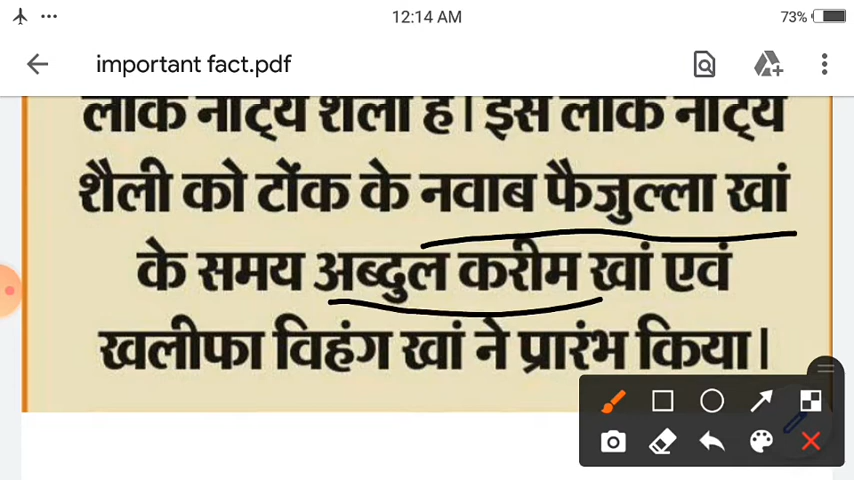 12:14 AM
73%
important fact.pdf
लोक नाट्य शैली है। इस लोक नाट्य
शैली को टोंक के नवाब फैजुल्ला खां
के समय अब्दुल करीम खां एवं
खलीफा विहंग खां ने प्रारंभ किया।